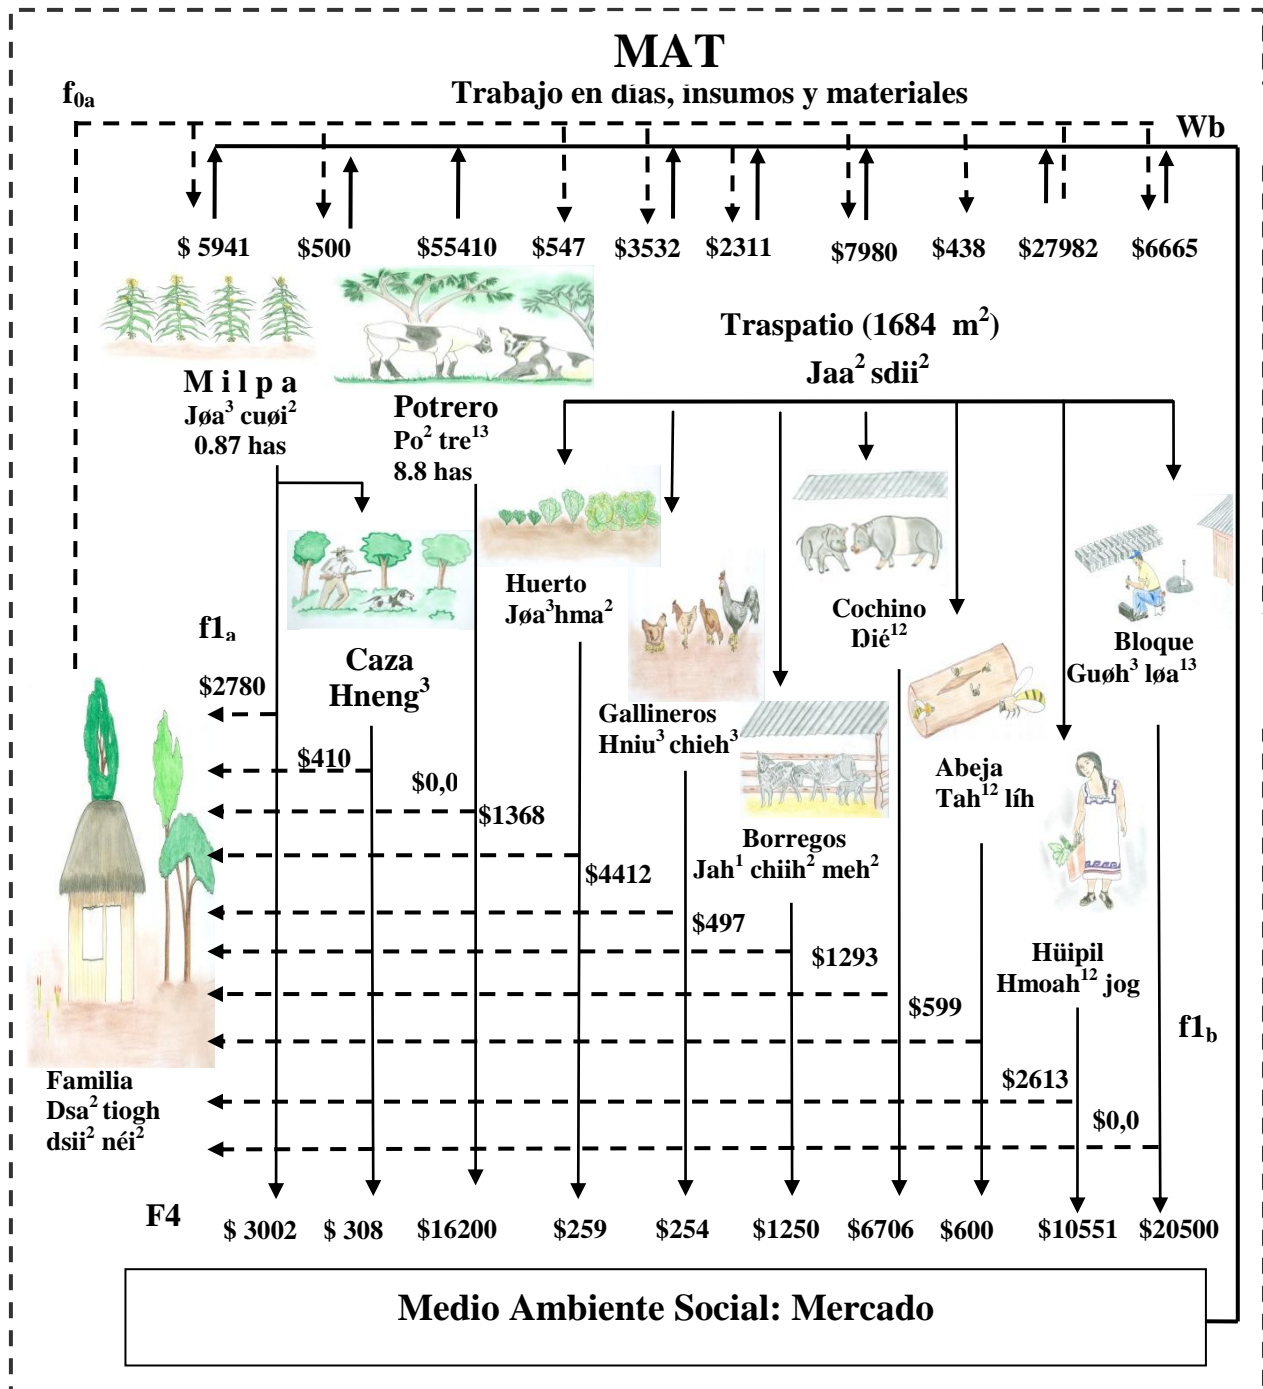 MAT
f0a
Trabajo en días, insumos y materiales
Wb
$ 5941 $500 $55410 $547 $3532 $2311 $7980 $438 $27982 $6665
Traspatio (1684 m²)
Jaa² sdii²
Milpa
Jøa³ cuøi²
0.87 has
Potrero
Po² tre¹³
8.8 has
Huerto
Jøa³hma²
Cochino
Ŋié¹²
Bloque
Guøh³ løa¹³
f1a
Caza
Hneng³
$2780
Gallineros
Hniu³ chieh³
Abeja
Tah¹² líh
$410
$0,0
$1368
Borregos
Jah¹ chiih² meh²
$4412
$497
$1293
Hüipil
Hmoah¹² jog
$599
f1b
Familia
Dsa² tiogh
dsii² néi²
$2613
$0,0
F4
$ 3002 $ 308 $16200 $259 $254 $1250 $6706 $600 $10551 $20500
Medio Ambiente Social: Mercado